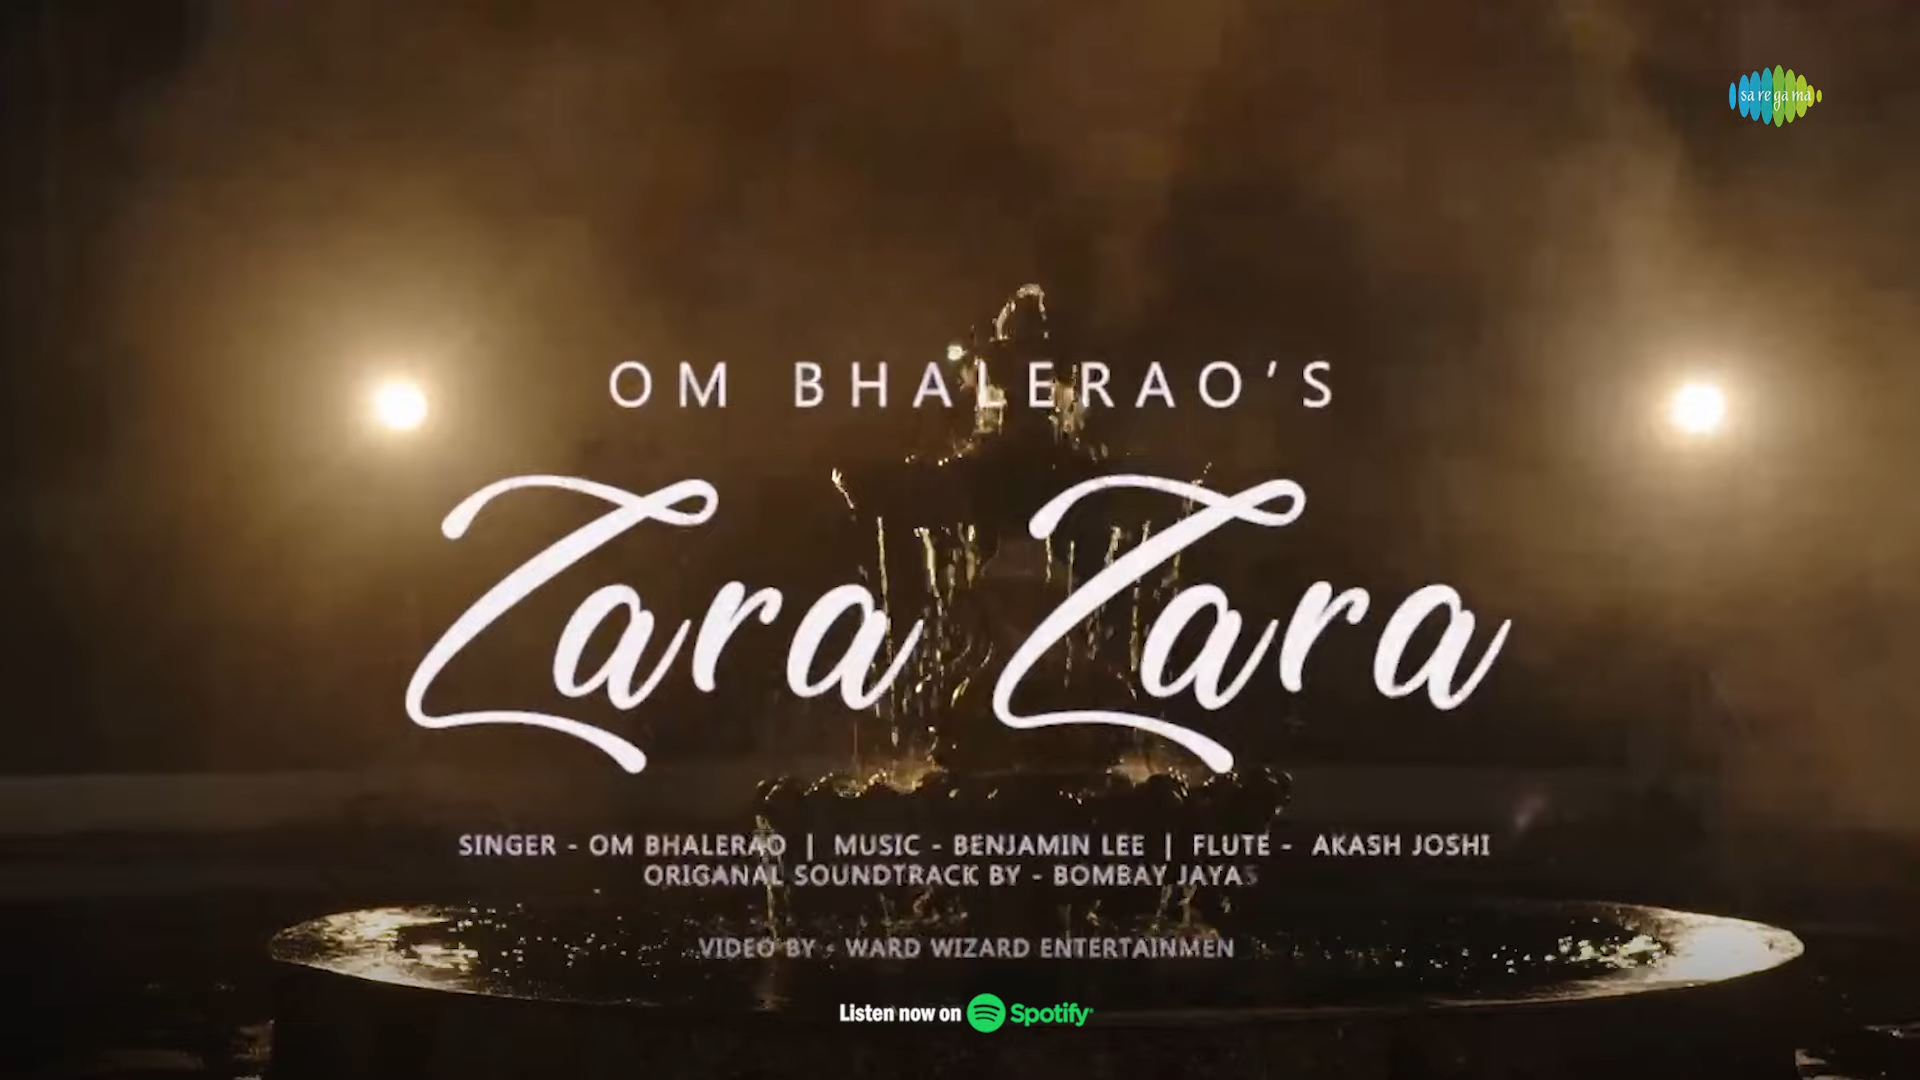 sa re ga ma
OM BHALERAO'S
Zara Zara
SINGER - OM BHALERAO | MUSIC - BENJAMIN LEE | FLUTE - AKASH JOSHI
ORIGANAL SOUNDTRACK BY - BOMBAY JAYAS
VIDEO BY - WARD WIZARD ENTERTAINMEN
Listen now on Spotify